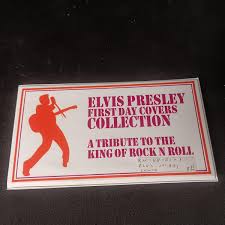 ELVIS PRESLEY
FIRST DAY COVERS
COLLECTION
A TRIBUTE TO THE
KING OF ROCK N ROLL